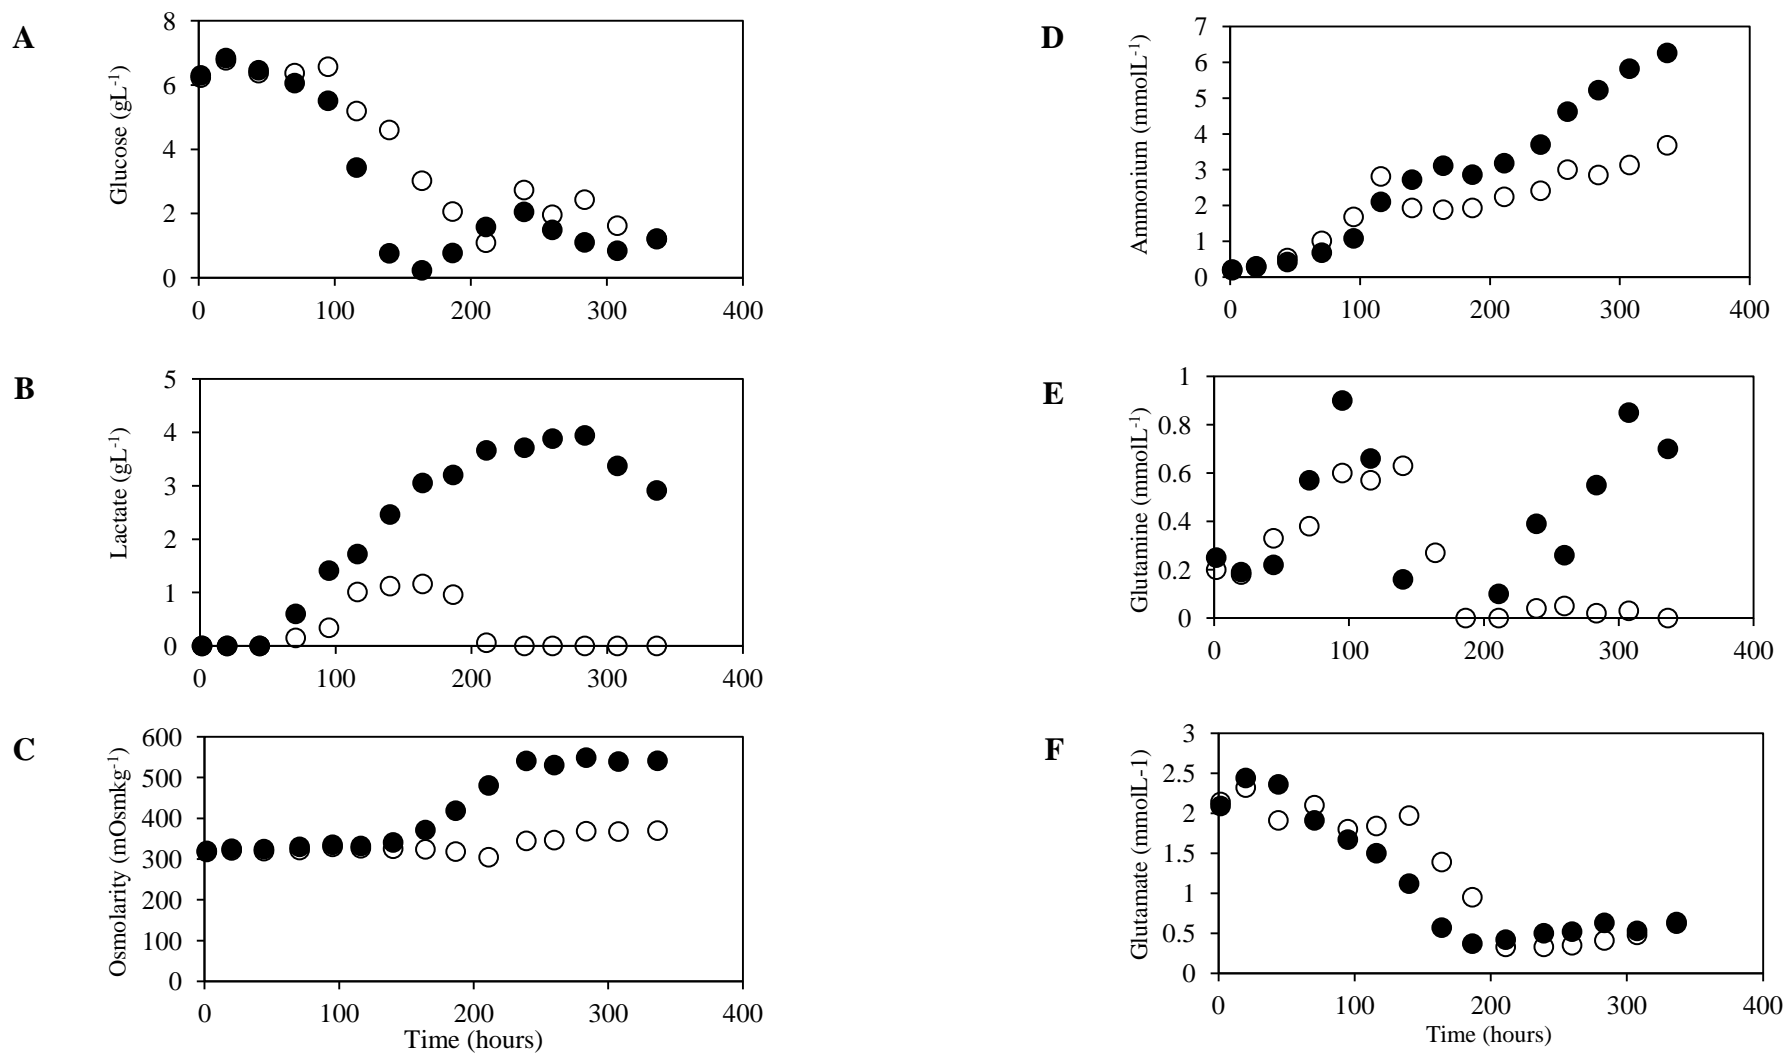 A
Glucose (gL-1)
8
6
4
2
0
0 100 200 300 400
B
Lactate (gL-1)
5
4
3
2
1
0
0 100 200 300 400
C
Osmolarity (mOsmkg-1)
600
500
400
300
200
100
0
0 100 200 300 400
Time (hours)
D
Ammonium (mmolL-1)
7
6
5
4
3
2
1
0
0 100 200 300 400
E
Glutamine (mmolL-1)
1
0.8
0.6
0.4
0.2
0
0 100 200 300 400
F
Glutamate (mmolL-1)
3
2.5
2
1.5
1
0.5
0
0 100 200 300 400
Time (hours)